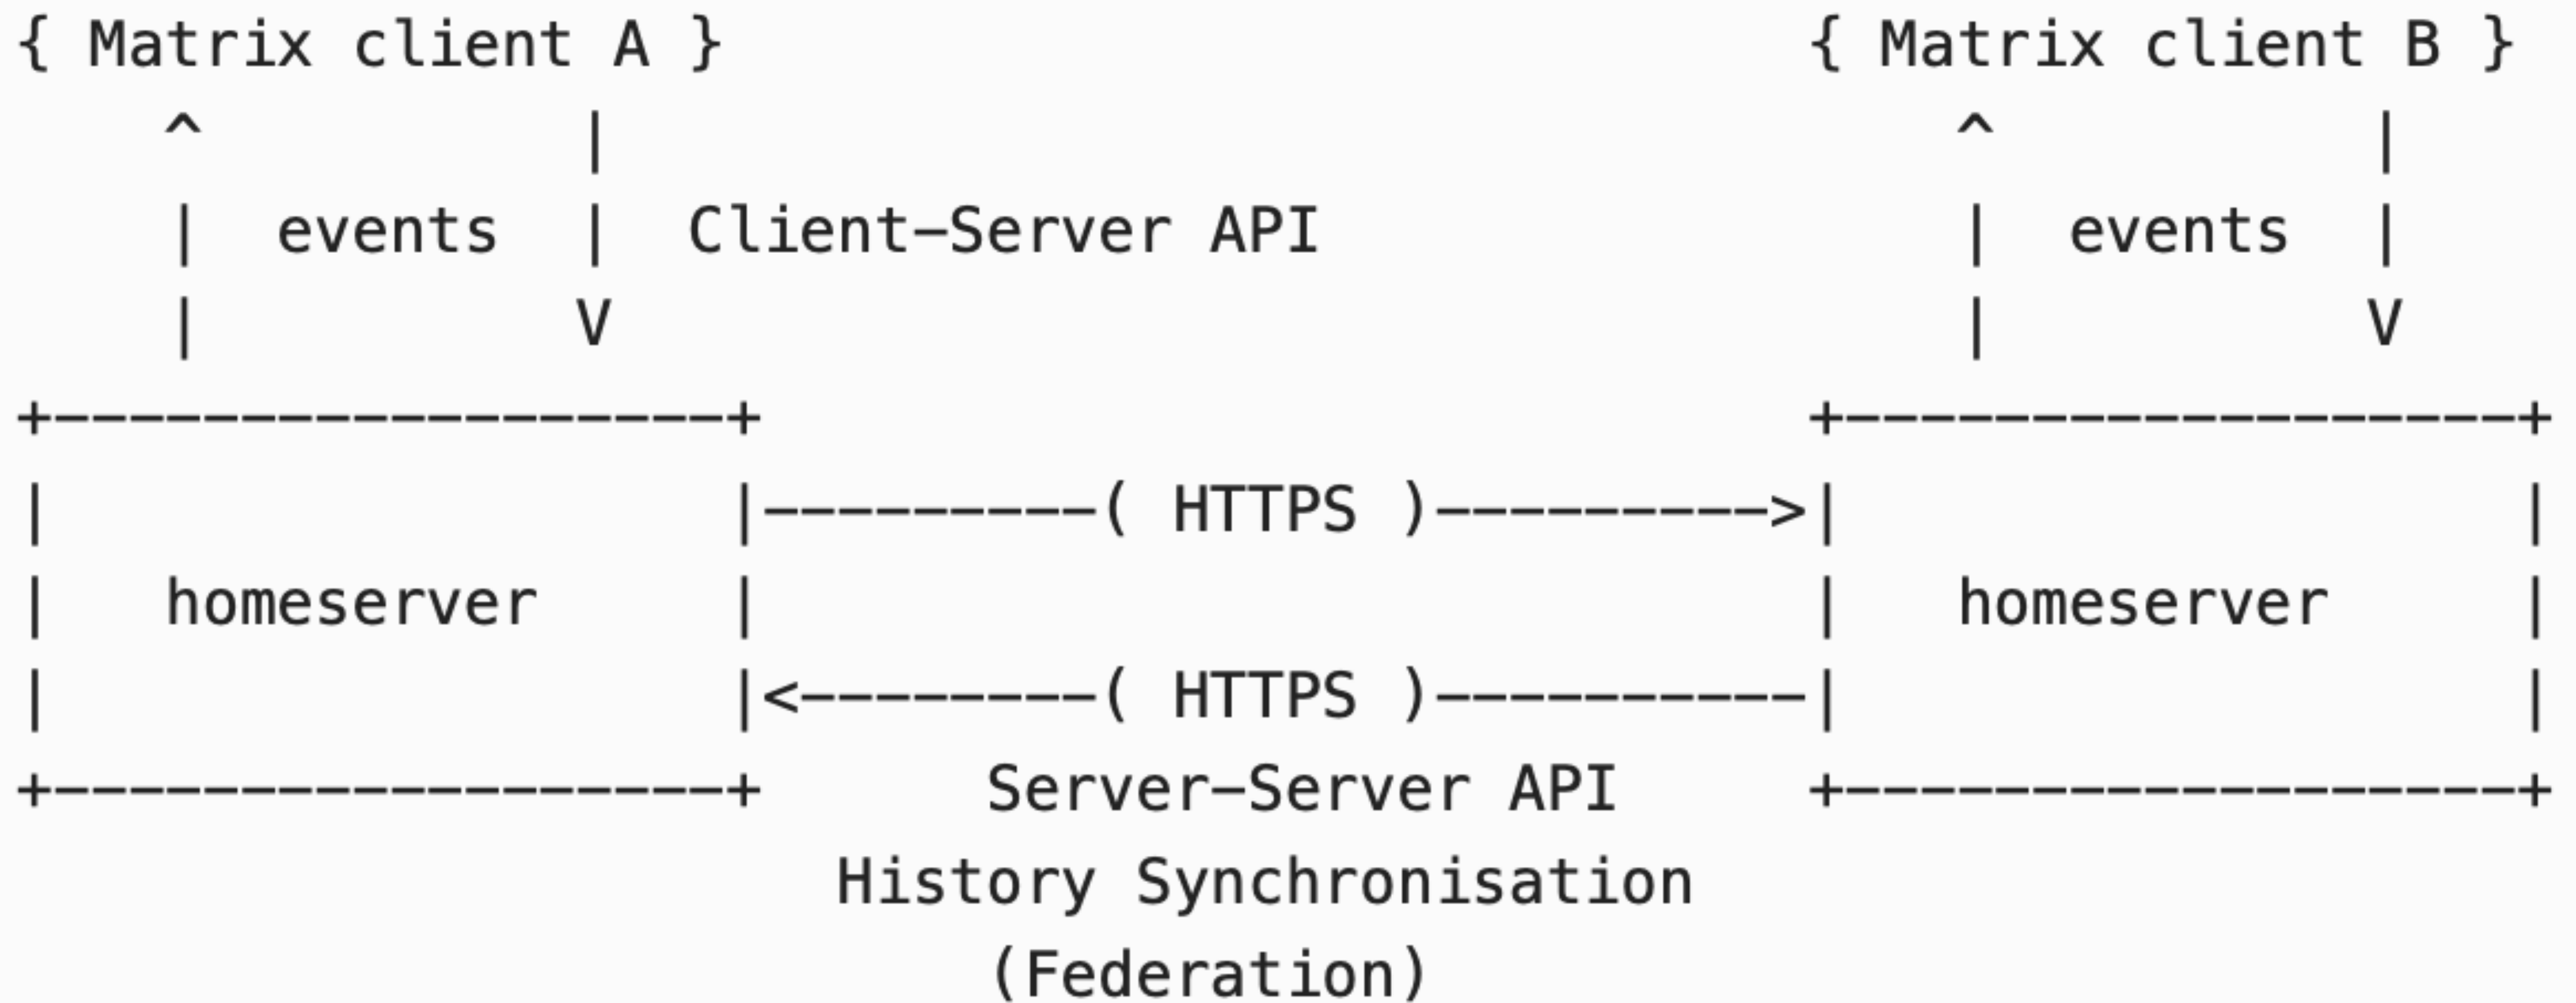 { Matrix client A }                             { Matrix client B }
    ^          |                                    ^          |
    |  events  |  Client-Server API                 |  events  |
    |          V                                    |          V
+------------------+                            +------------------+
|                  |---------( HTTPS )--------->|                  |
|   homeserver     |                            |   homeserver     |
|                  |<--------( HTTPS )----------|                  |
+------------------+      Server-Server API     +------------------+
                      History Synchronisation
                          (Federation)